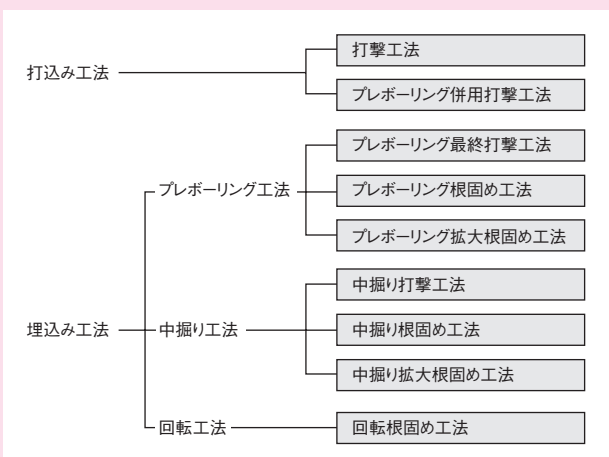 打込み工法
打撃工法
プレボーリング併用打撃工法
埋込み工法
プレボーリング工法
プレボーリング最終打撃工法
プレボーリング根固め工法
プレボーリング拡大根固め工法
中掘り工法
中掘り打撃工法
中掘り根固め工法
中掘り拡大根固め工法
回転工法
回転根固め工法